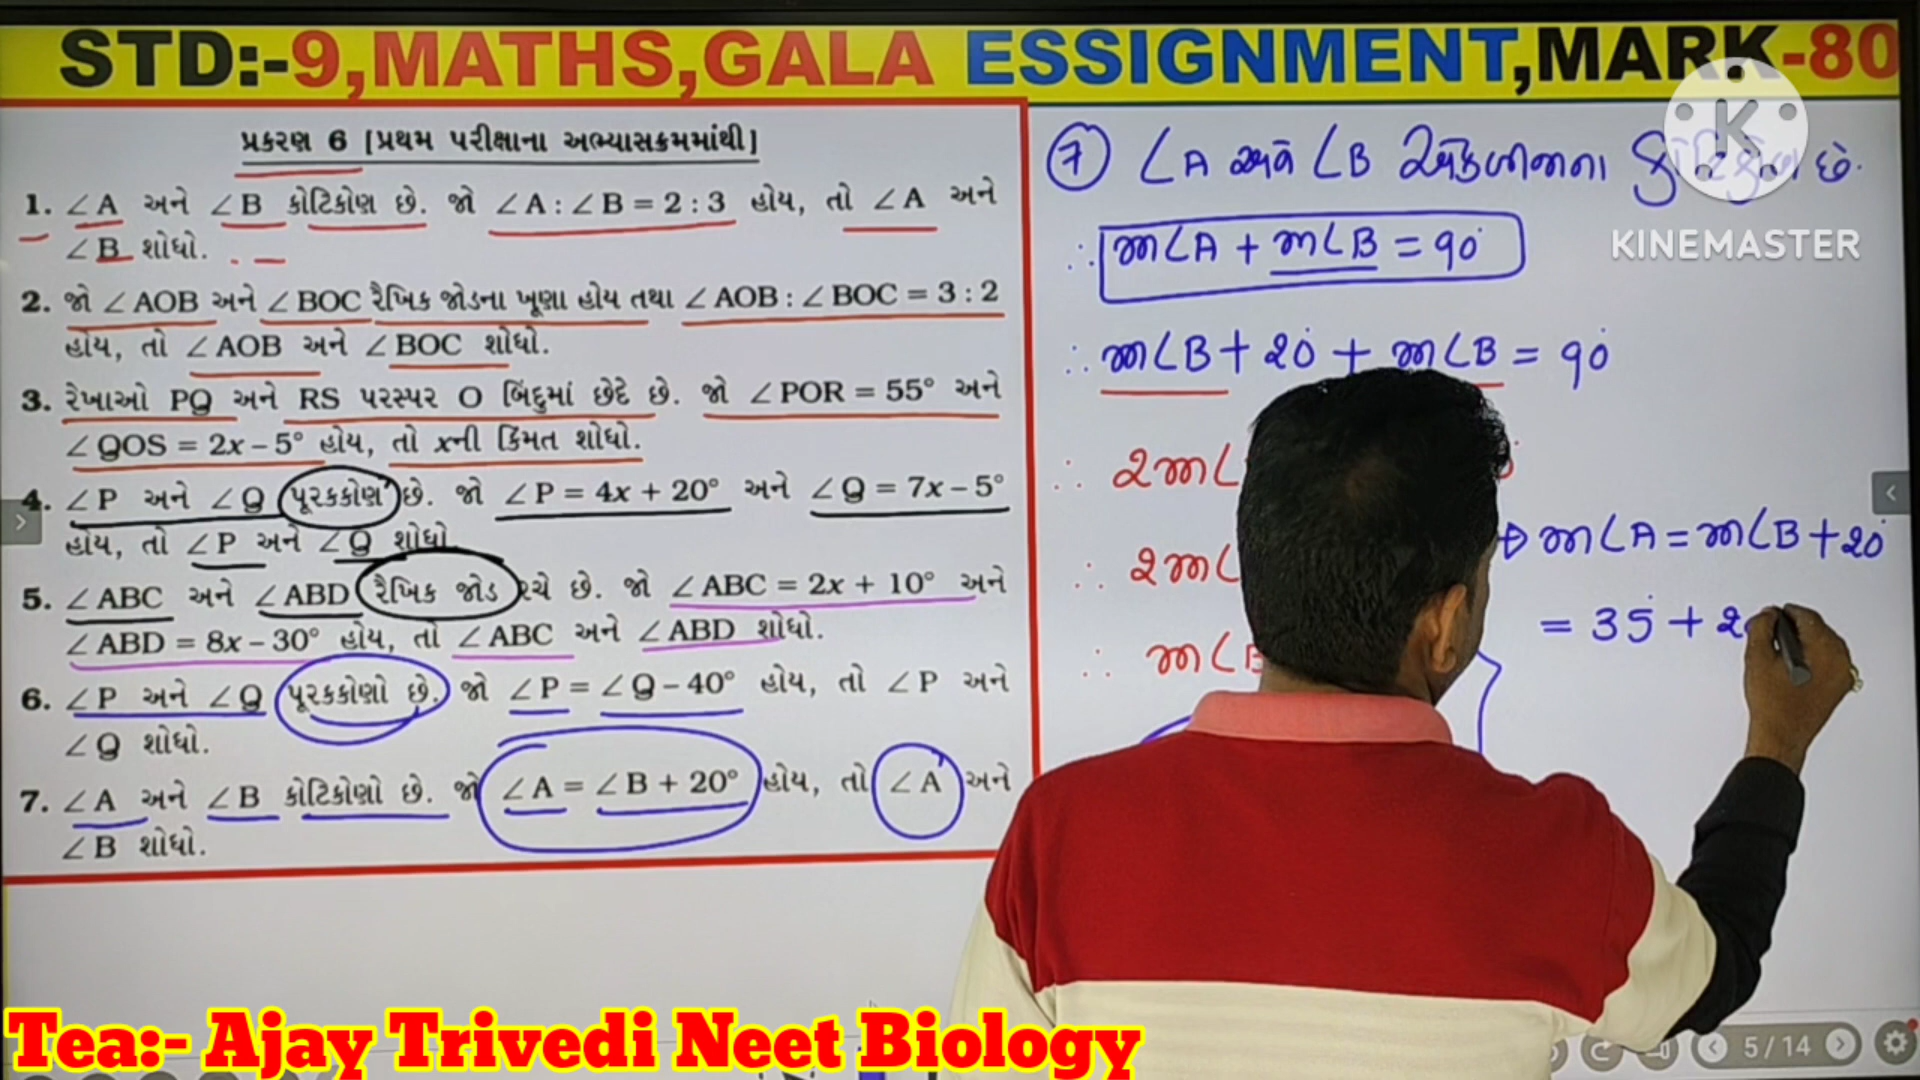 STD:-9,MATHS,GALA ESSIGNMENT,MARK-80
પ્રકરણ 6 [પ્રથમ પરીક્ષાના અભ્યાસક્રમમાંથી]
1. ∠A અને ∠B કોટિકોણ છે. જો ∠A : ∠B = 2 : 3 હોય, તો ∠A અને
∠B શોધો.
2. જો ∠AOB અને ∠BOC રૈખિક જોડના ખૂણા હોય તથા ∠AOB : ∠BOC = 3 : 2
હોય, તો ∠AOB અને ∠BOC શોધો.
3. રેખાઓ PQ અને RS પરસ્પર O બિંદુમાં છેદે છે. જો ∠POR = 55° અને
∠QOS = 2x – 5° હોય, તો xની કિંમત શોધો.
4. ∠P અને ∠Q પૂરકકોણ છે. જો ∠P = 4x + 20° અને ∠Q = 7x – 5°
હોય, તો ∠P અને ∠Q શોધો.
5. ∠ABC અને ∠ABD રૈખિક જોડ રચે છે. જો ∠ABC = 2x + 10° અને
∠ABD = 8x – 30° હોય, તો ∠ABC અને ∠ABD શોધો.
6. ∠P અને ∠Q પૂરકકોણો છે. જો ∠P = ∠Q – 40° હોય, તો ∠P અને
∠Q શોધો.
7. ∠A અને ∠B કોટિકોણો છે. જો ∠A = ∠B + 20° હોય, તો ∠A અને
∠B શોધો.
⑦ ∠A અને ∠B એકબીજાના છે.
∴ m∠A + m∠B = 90°
∴ m∠B + 20° + m∠B = 90°
∴ 2m∠
∴ 2m∠
∴ m∠B
m∠A = m∠B + 20°
= 35° + 2
K
KINEMASTER
Tea:- Ajay Trivedi Neet Biology
5/14